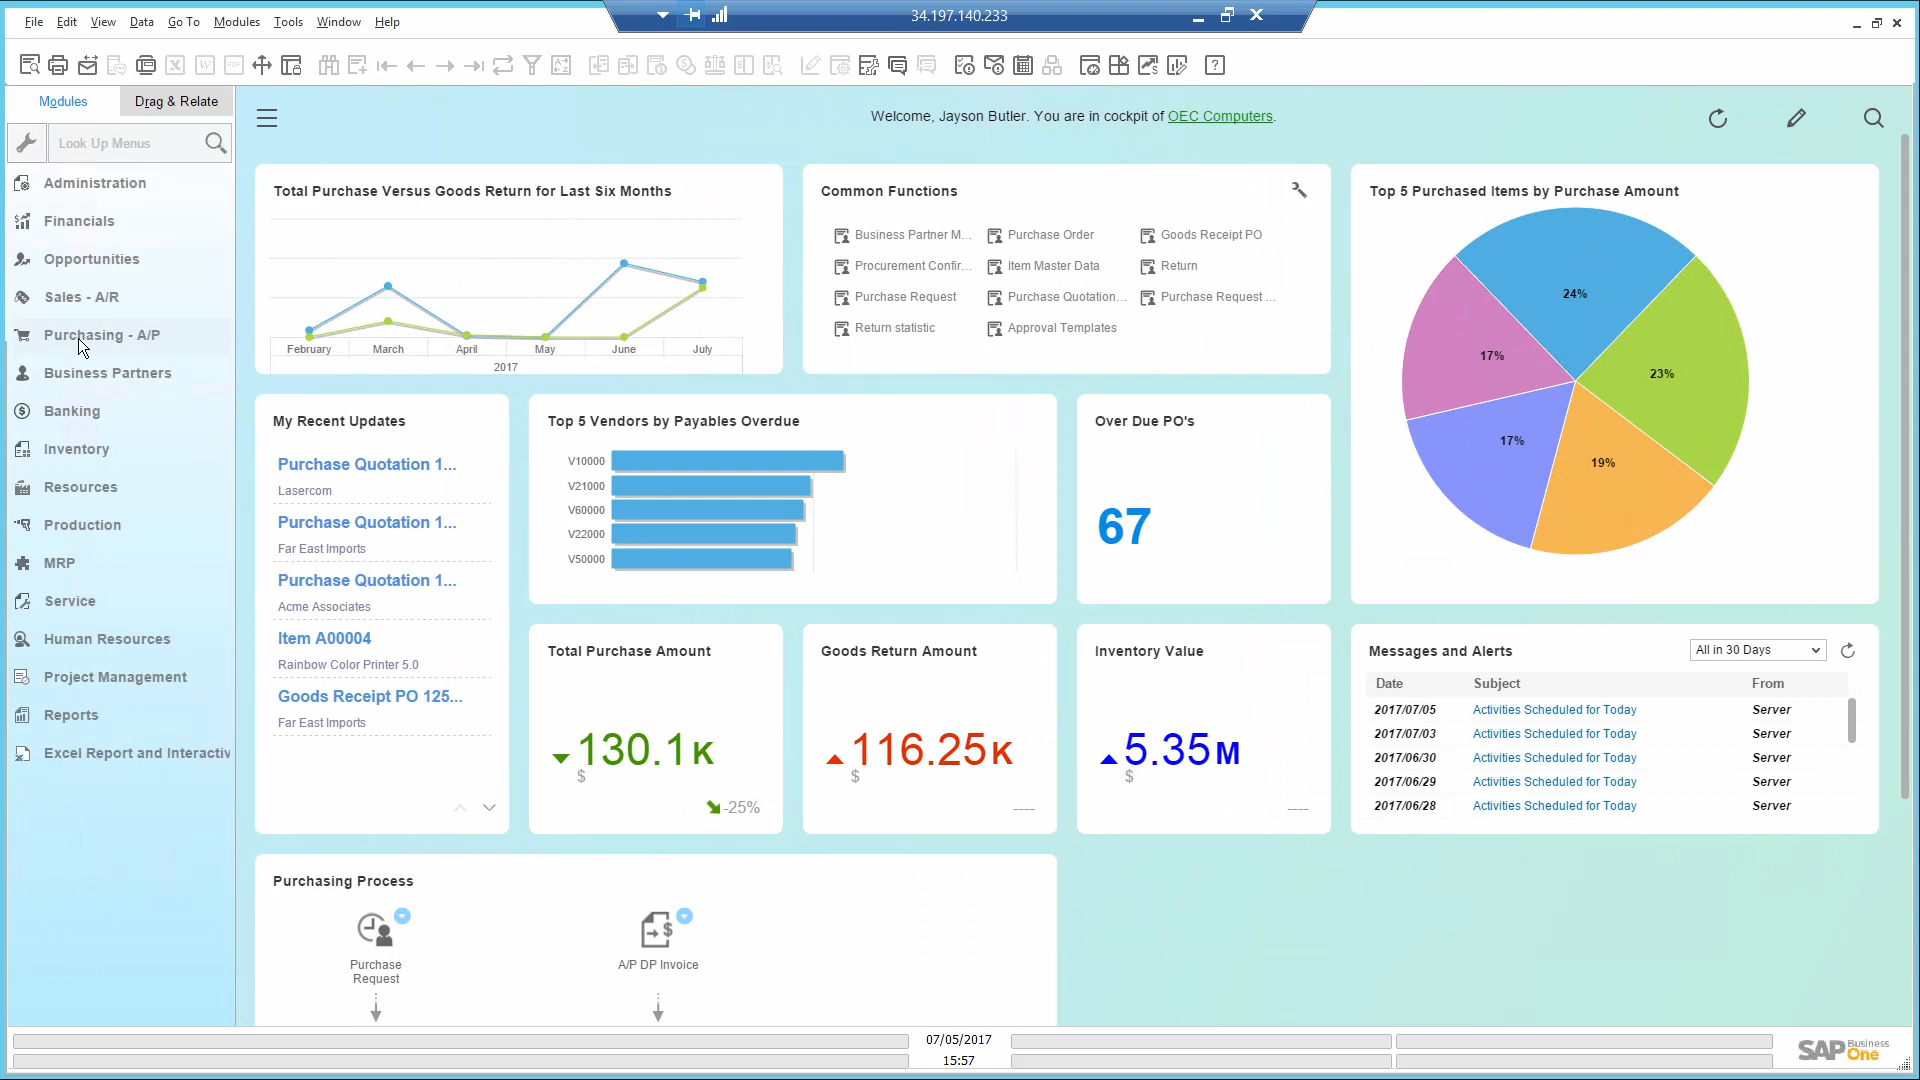 34.197.140.233
File Edit View Data Go To Modules Tools Window Help
Modules Drag & Relate
Look Up Menus
Administration
Financials
Opportunities
Sales - A/R
Purchasing - A/P
Business Partners
Banking
Inventory
Resources
Production
MRP
Service
Human Resources
Project Management
Reports
Excel Report and Interactiv
Welcome, Jayson Butler. You are in cockpit of OEC Computers.
Total Purchase Versus Goods Return for Last Six Months
February March April May June July
2017
Common Functions
Business Partner M... Purchase Order Goods Receipt PO
Procurement Confir... Item Master Data Return
Purchase Request Purchase Quotation... Purchase Request ...
Return statistic Approval Templates
Top 5 Purchased Items by Purchase Amount
24%
17%
23%
17%
19%
My Recent Updates
Purchase Quotation 1...
Lasercom
Purchase Quotation 1...
Far East Imports
Purchase Quotation 1...
Acme Associates
Item A00004
Rainbow Color Printer 5.0
Goods Receipt PO 125...
Far East Imports
Top 5 Vendors by Payables Overdue
V10000
V21000
V60000
V22000
V50000
Over Due PO's
67
Total Purchase Amount
130.1K
$
-25%
Goods Return Amount
116.25K
$
----
Inventory Value
5.35M
$
----
Messages and Alerts All in 30 Days
Date Subject From
2017/07/05 Activities Scheduled for Today Server
2017/07/03 Activities Scheduled for Today Server
2017/06/30 Activities Scheduled for Today Server
2017/06/29 Activities Scheduled for Today Server
2017/06/28 Activities Scheduled for Today Server
Purchasing Process
Purchase
Request
A/P DP Invoice
07/05/2017
15:57
SAP Business One